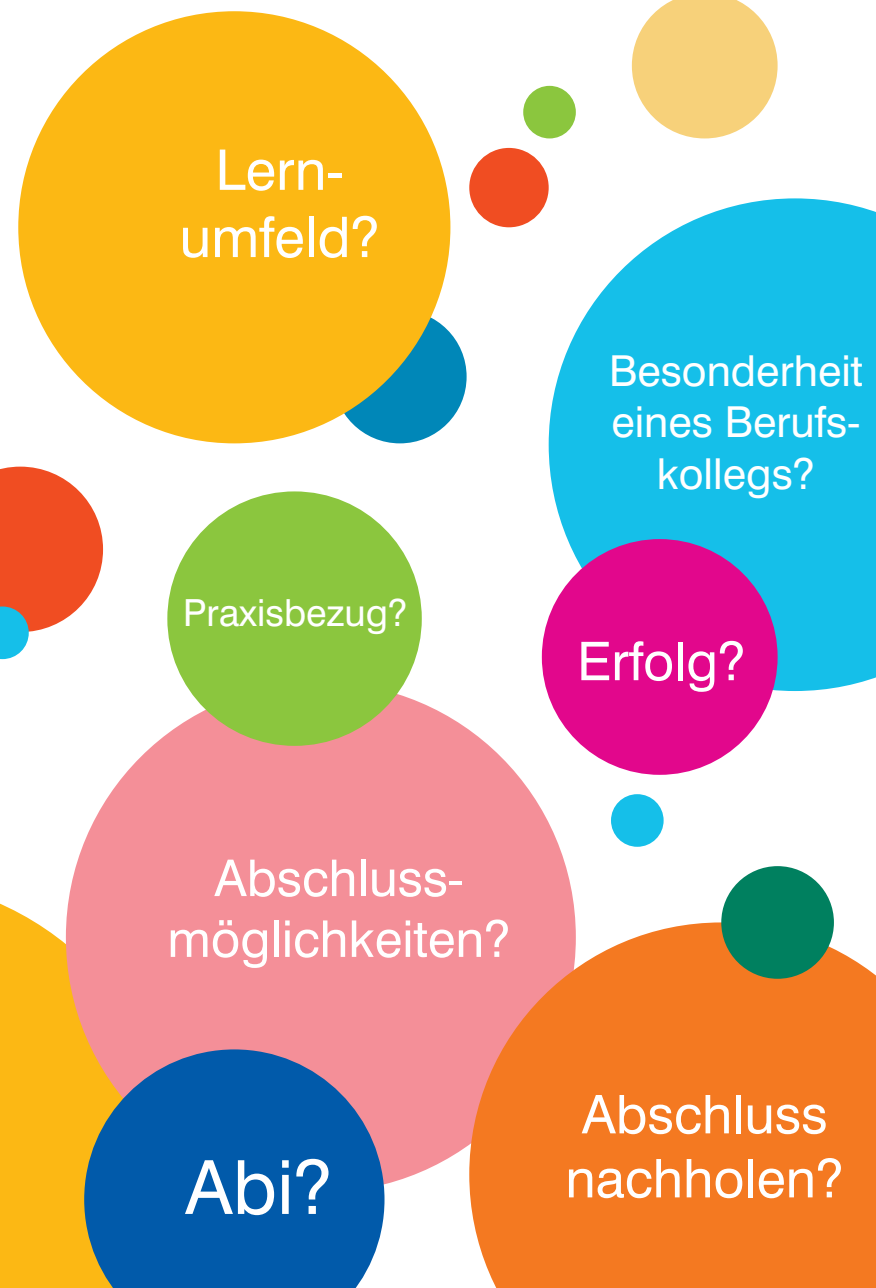 Lern-
umfeld?
Besonderheit
eines Berufs-
kollegs?
Praxisbezug?
Erfolg?
Abschluss-
möglichkeiten?
Abschluss
nachholen?
Abi?